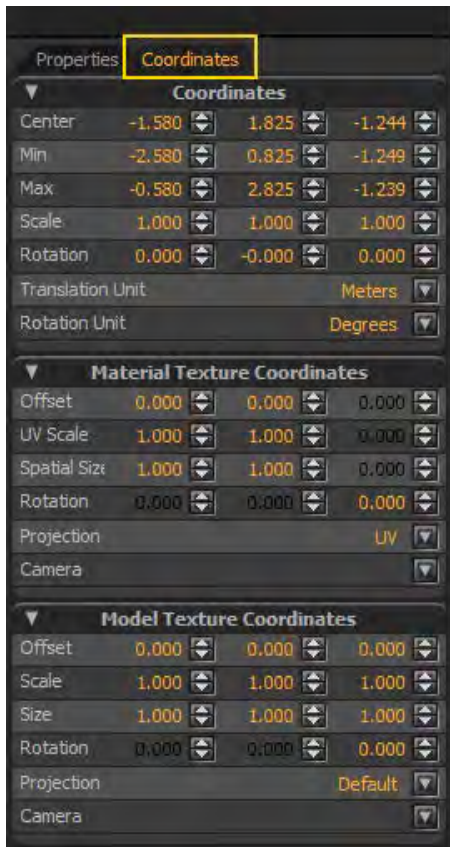 Properties Coordinates
Coordinates
Center -1.580 1.825 -1.244
Min -2.580 0.825 -1.249
Max -0.580 2.825 -1.239
Scale 1.000 1.000 1.000
Rotation 0.000 -0.000 0.000
Translation Unit Meters
Rotation Unit Degrees
Material Texture Coordinates
Offset 0.000 0.000 0.000
UV Scale 1.000 1.000 0.000
Spatial Size 1.000 1.000 0.000
Rotation 0.000 0.000 0.000
Projection UV
Camera
Model Texture Coordinates
Offset 0.000 0.000 0.000
Scale 1.000 1.000 1.000
Size 1.000 1.000 1.000
Rotation 0.000 0.000 0.000
Projection Default
Camera